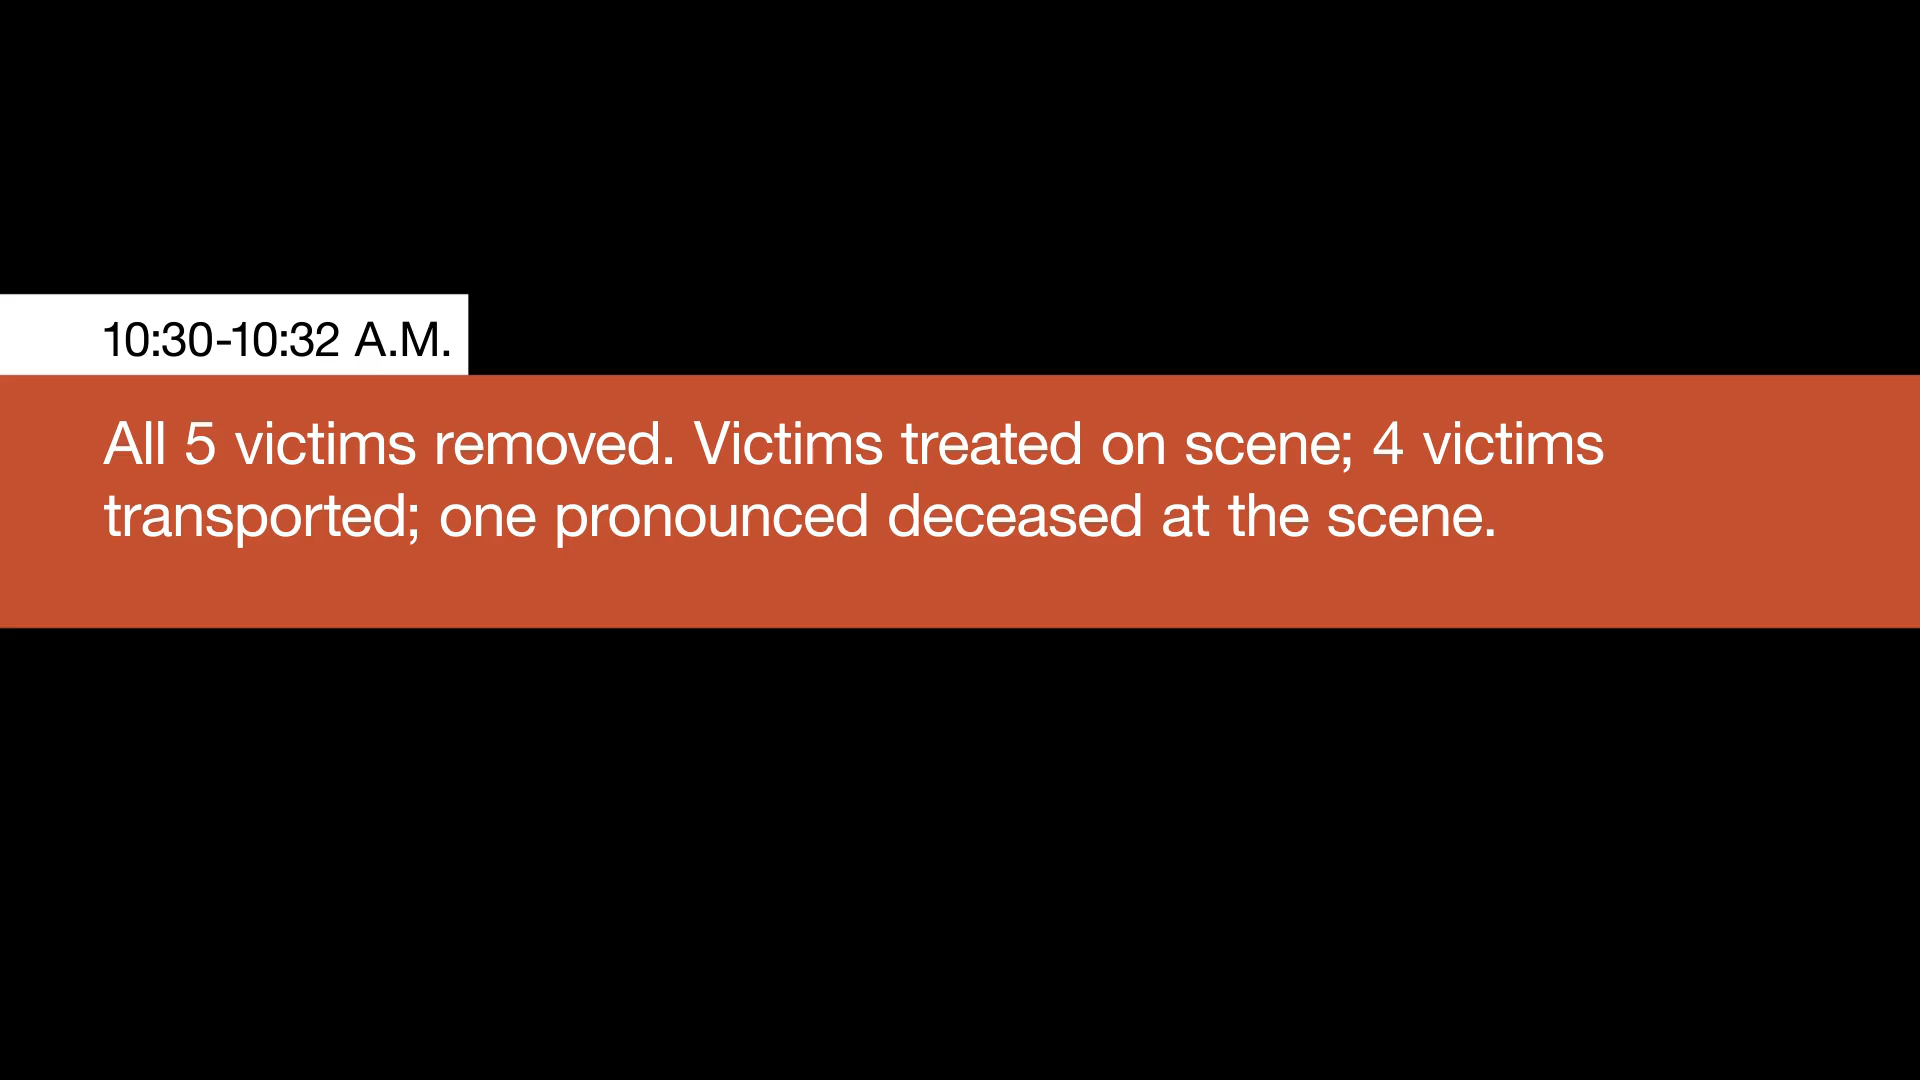 10:30-10:32 A.M.
All 5 victims removed. Victims treated on scene; 4 victims
transported; one pronounced deceased at the scene.